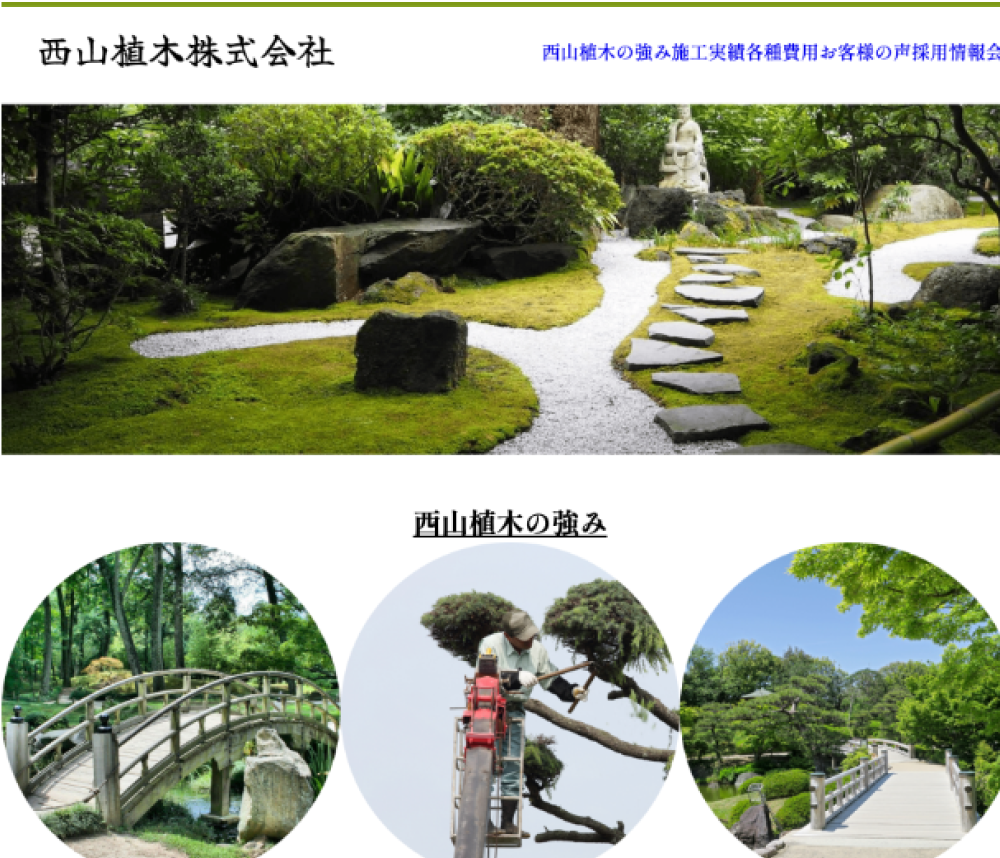 西山植木株式会社
西山植木の強み施工実績各種費用お客様の声採用情報会
西山植木の強み